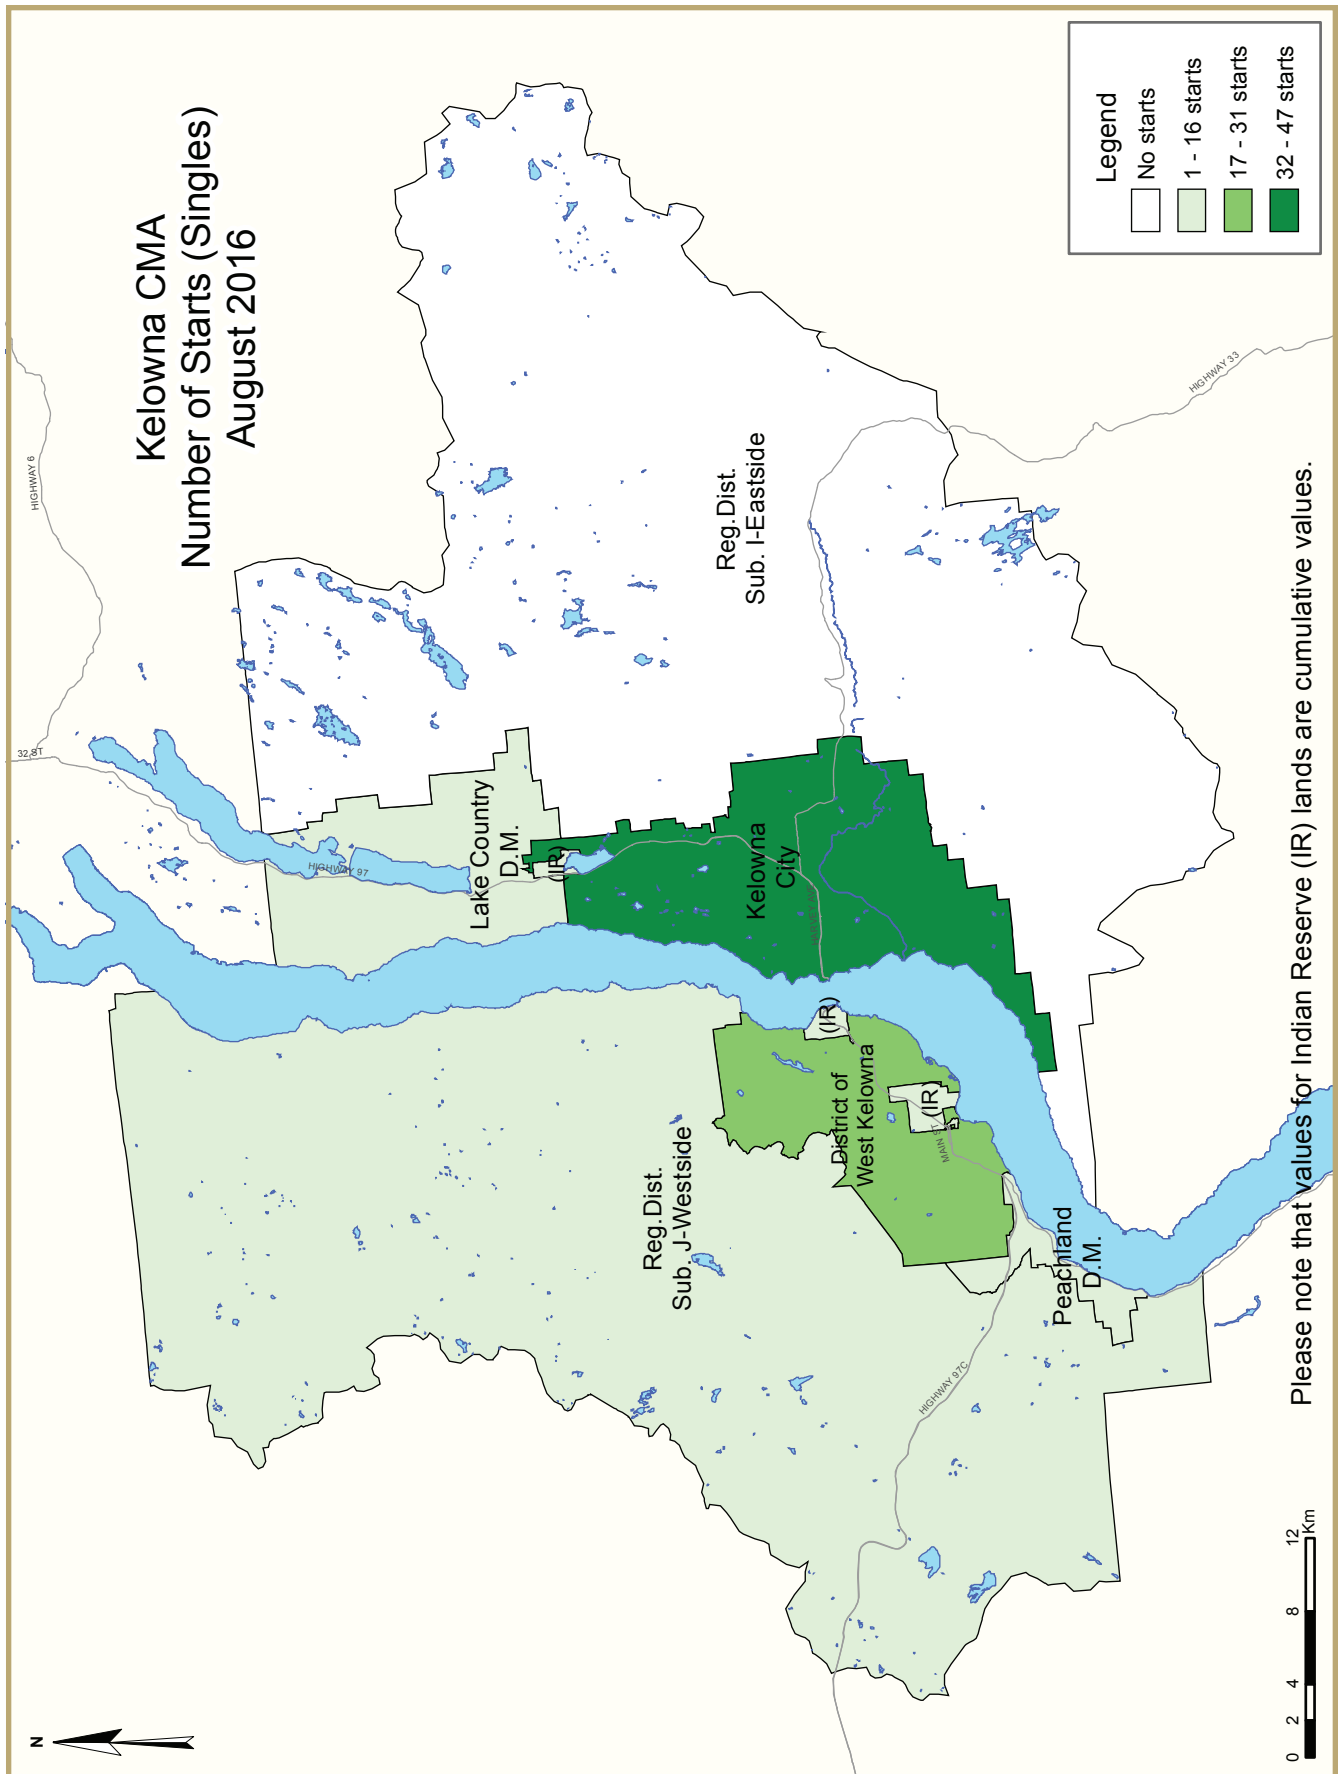 Kelowna CMA
Number of Starts (Singles)
August 2016
N
HIGHWAY 6
32 ST
HIGHWAY 97
Lake Country
D.M.
(IR)
Reg.Dist.
Sub. I-Eastside
Kelowna
City
HIGHWAY 33
Reg.Dist.
Sub. J-Westside
(IR)
District of
West Kelowna
(IR)
MAIN ST
Peachland
D.M.
HIGHWAY 97C
Legend
No starts
1 - 16 starts
17 - 31 starts
32 - 47 starts
0 2 4 8 12
Km
Please note that values for Indian Reserve (IR) lands are cumulative values.